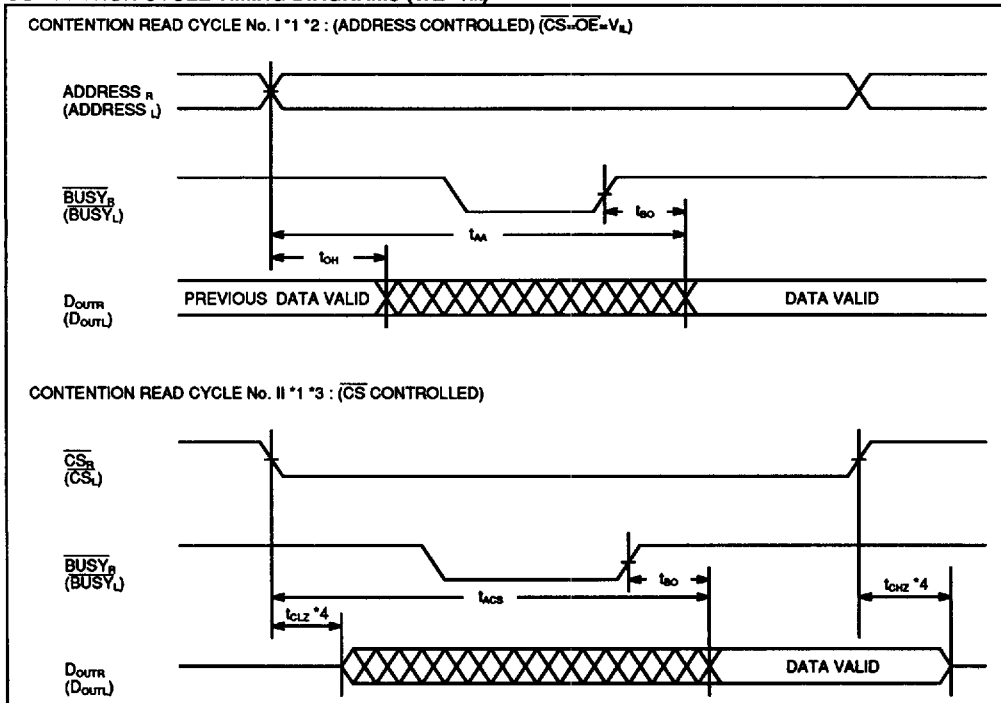 CONTENTION READ CYCLE No. I *1 *2 : (ADDRESS CONTROLLED) (CS=OE=VIL)
ADDRESS R
(ADDRESS L)
BUSYR
(BUSYL)
tBO
tAA
tOH
DOUTR
(DOUTL)
PREVIOUS DATA VALID
DATA VALID
CONTENTION READ CYCLE No. II *1 *3 : (CS CONTROLLED)
CSR
(CSL)
BUSYR
(BUSYL)
tBO
tACS
tCLZ *4
tCHZ *4
DOUTR
(DOUTL)
DATA VALID